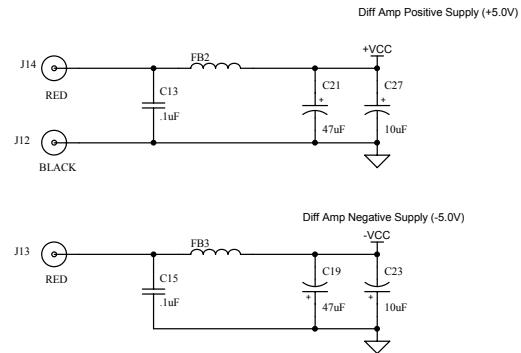 Diff Amp Positive Supply (+5.0V)
+VCC
J14
FB2
RED
C13
.1uF
C21
+
47uF
C27
+
10uF
J12
BLACK
Diff Amp Negative Supply (-5.0V)
-VCC
J13
FB3
RED
C15
.1uF
C19
+
47uF
C23
+
10uF